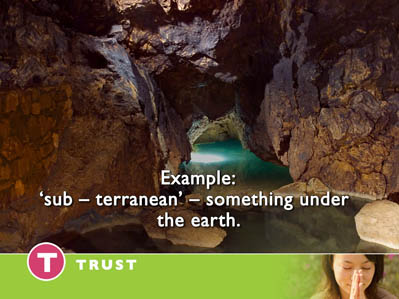 Example:
‘sub – terranean’ – something under
the earth.
T TRUST